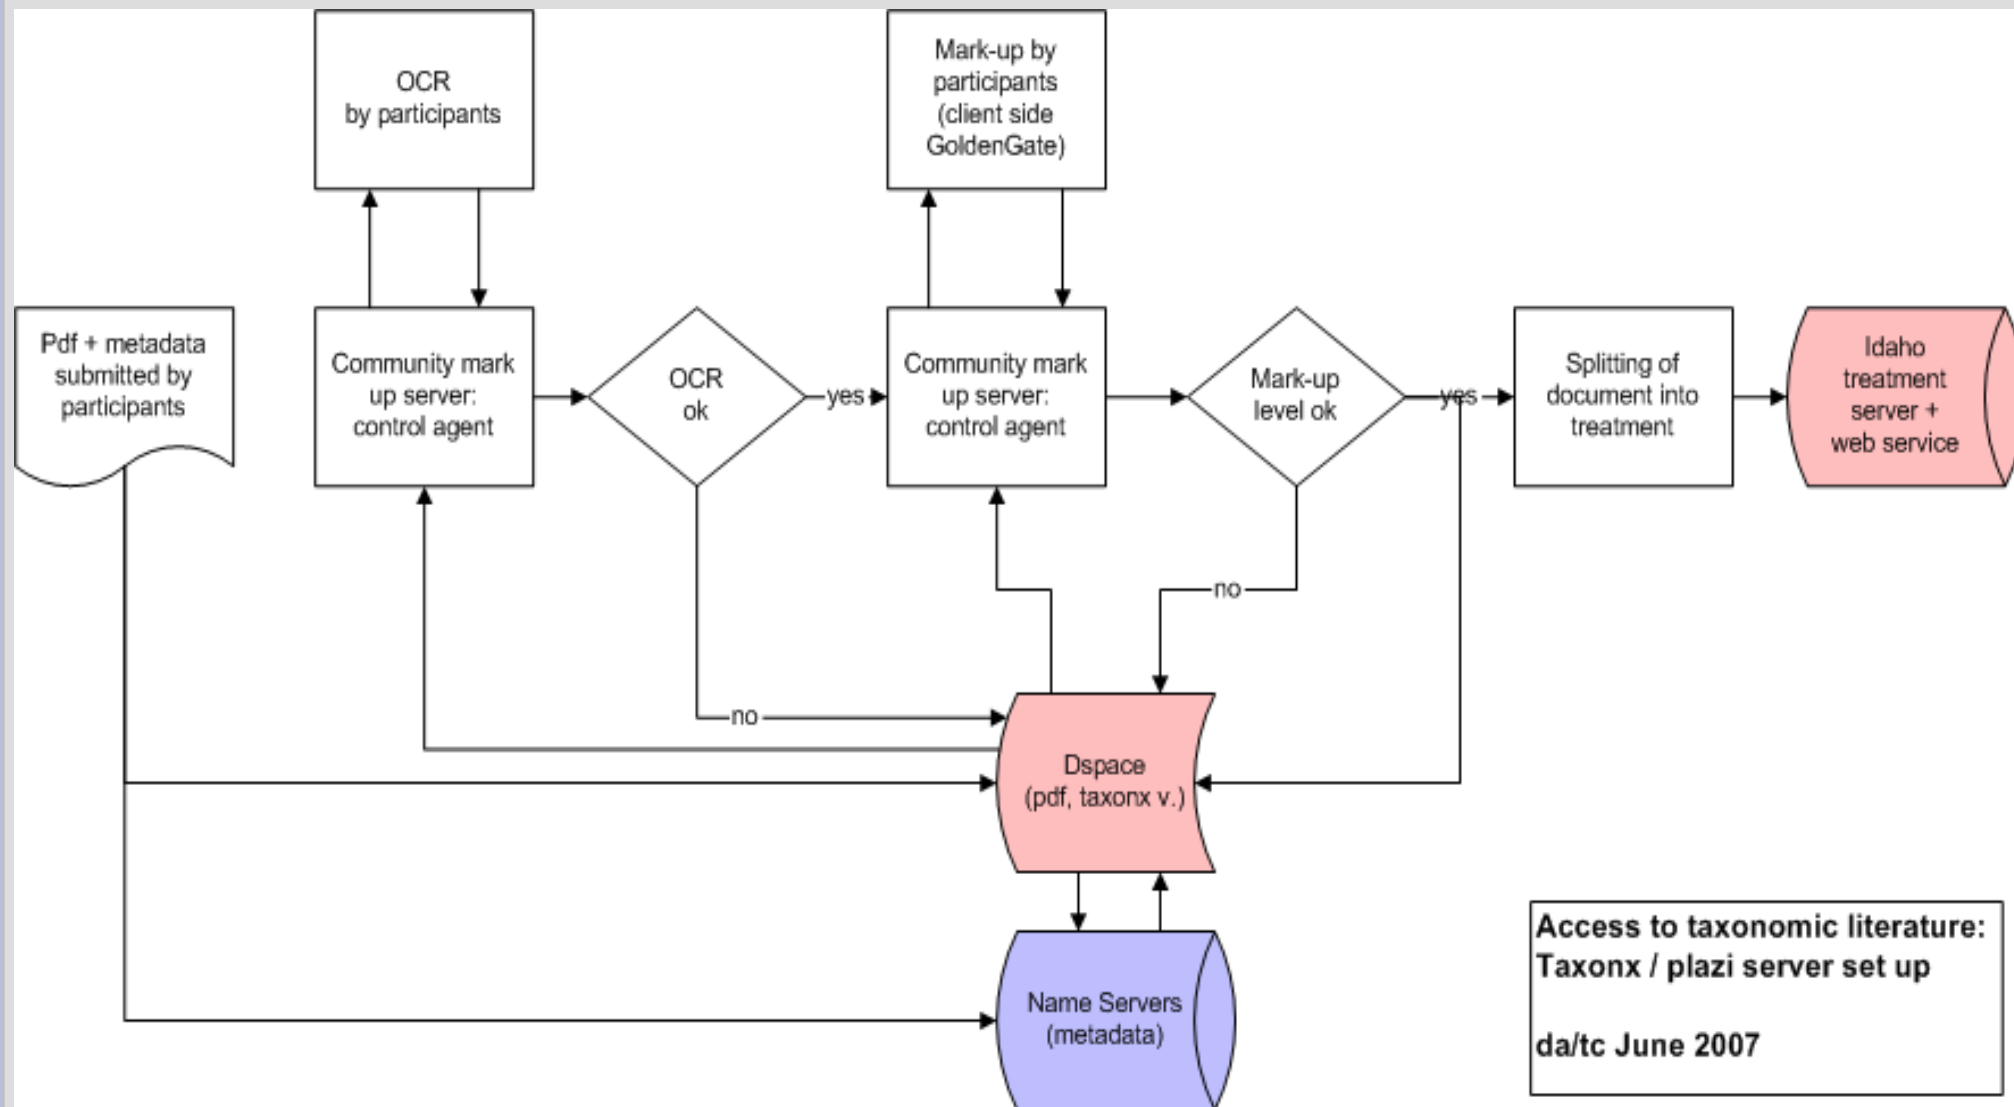 OCR
by participants
Mark-up by
participants
(client side
GoldenGate)
Pdf + metadata
submitted by
participants
Community mark
up server:
control agent
OCR
ok
yes
Community mark
up server:
control agent
Mark-up
level ok
yes
Splitting of
document into
treatment
Idaho
treatment
server +
web service
no
no
Dspace
(pdf, taxonx v.)
Name Servers
(metadata)
Access to taxonomic literature:
Taxonx / plazi server set up
da/tc June 2007